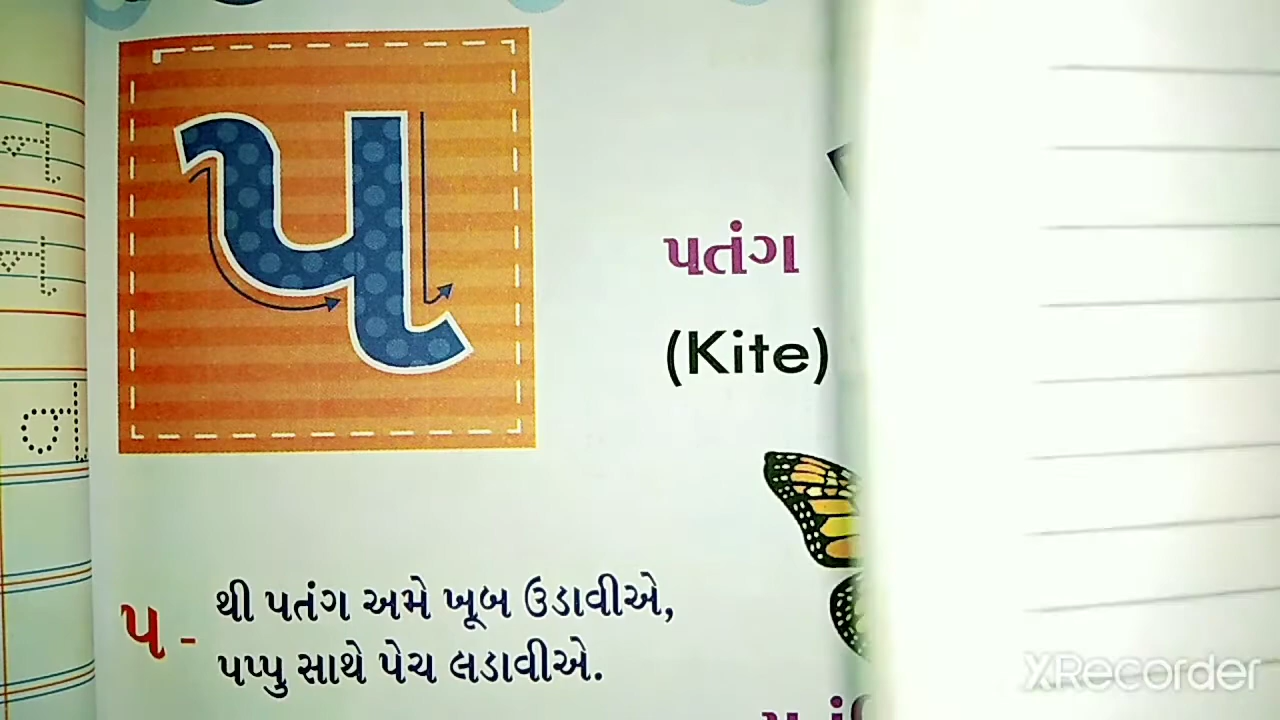 પ
પતંગ
(Kite)
પ - થી પતંગ અમે ખૂબ ઉડાવીએ,
પપ્પુ સાથે પેચ લડાવીએ.
XRecorder